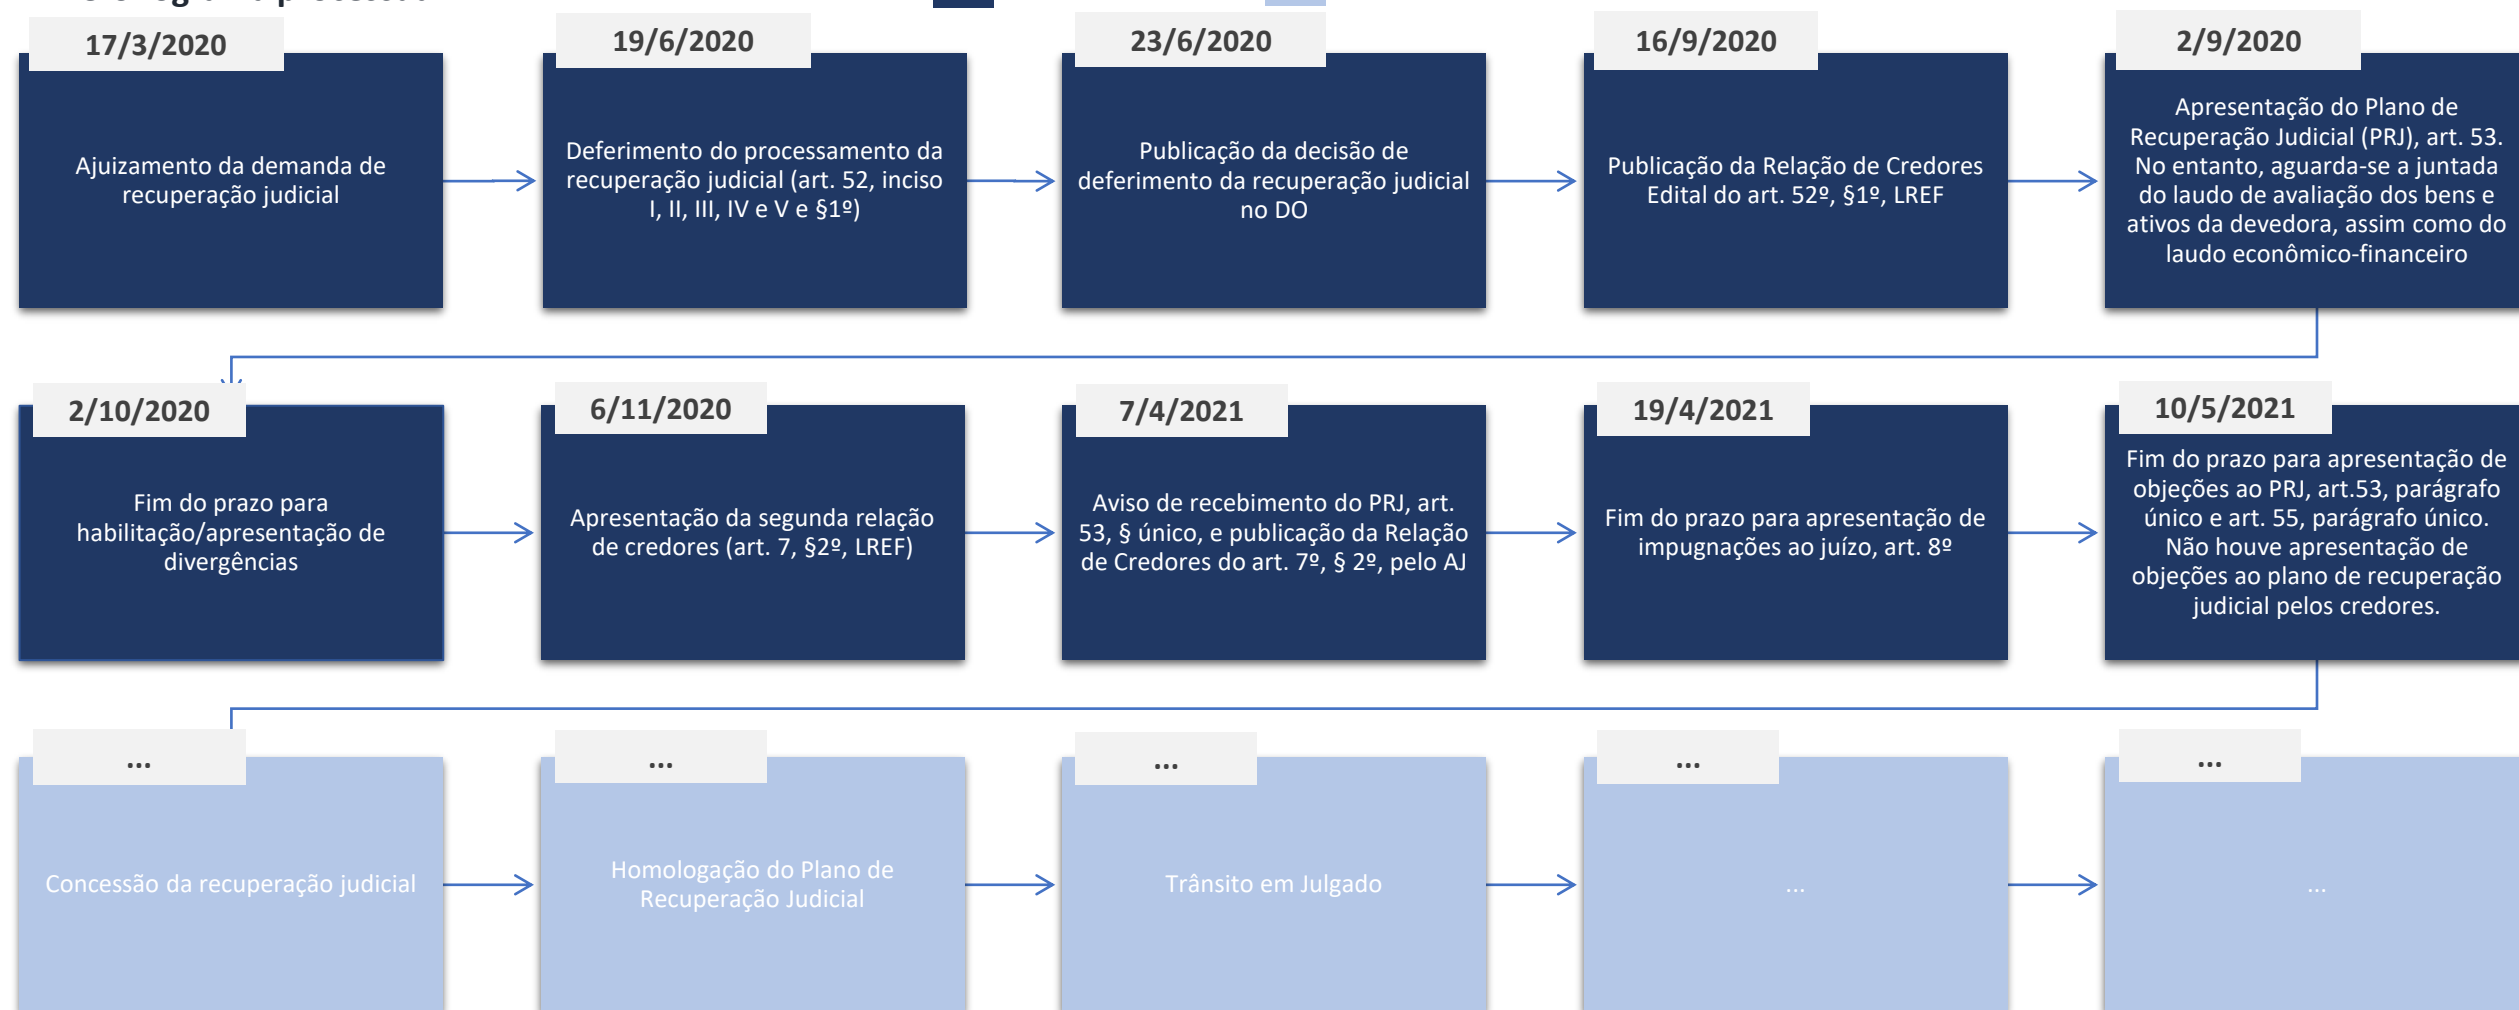 17/3/2020
Ajuizamento da demanda de
recuperação judicial
19/6/2020
Deferimento do processamento da
recuperação judicial (art. 52, inciso
I, II, III, IV e V e §1º)
23/6/2020
Publicação da decisão de
deferimento da recuperação judicial
no DO
16/9/2020
Publicação da Relação de Credores
Edital do art. 52º, §1º, LREF
2/9/2020
Apresentação do Plano de
Recuperação Judicial (PRJ), art. 53.
No entanto, aguarda-se a juntada
do laudo de avaliação dos bens e
ativos da devedora, assim como do
laudo econômico-financeiro
2/10/2020
Fim do prazo para
habilitação/apresentação de
divergências
6/11/2020
Apresentação da segunda relação
de credores (art. 7, §2º, LREF)
7/4/2021
Aviso de recebimento do PRJ, art.
53, § único, e publicação da Relação
de Credores do art. 7º, § 2º, pelo AJ
19/4/2021
Fim do prazo para apresentação de
impugnações ao juízo, art. 8º
10/5/2021
Fim do prazo para apresentação de
objeções ao PRJ, art.53, parágrafo
único e art. 55, parágrafo único.
Não houve apresentação de
objeções ao plano de recuperação
judicial pelos credores.
...
Concessão da recuperação judicial
...
Homologação do Plano de
Recuperação Judicial
...
Trânsito em Julgado
...
...
...
...